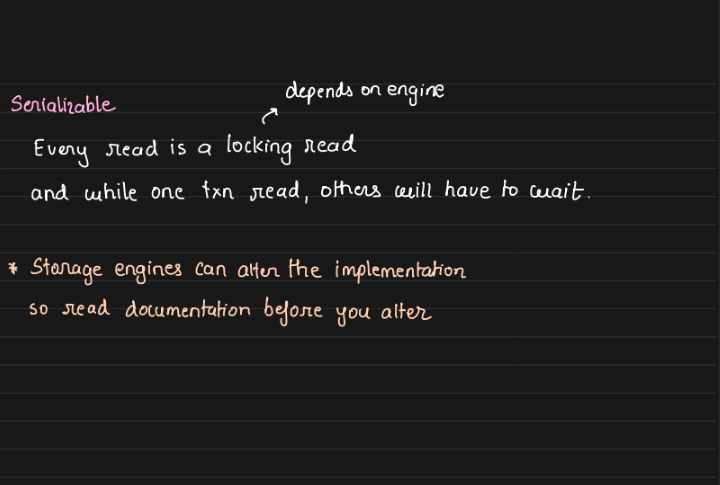 depends on engine
Serializable
Every read is a locking read
and while one txn read, others will have to wait.
* Storage engines can alter the implementation
so read documentation before you alter